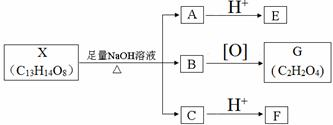 A H⁺ E
X
(C₁₃H₁₄O₈)
足量NaOH溶液
△
B [O] G
(C₂H₂O₄)
C H⁺ F